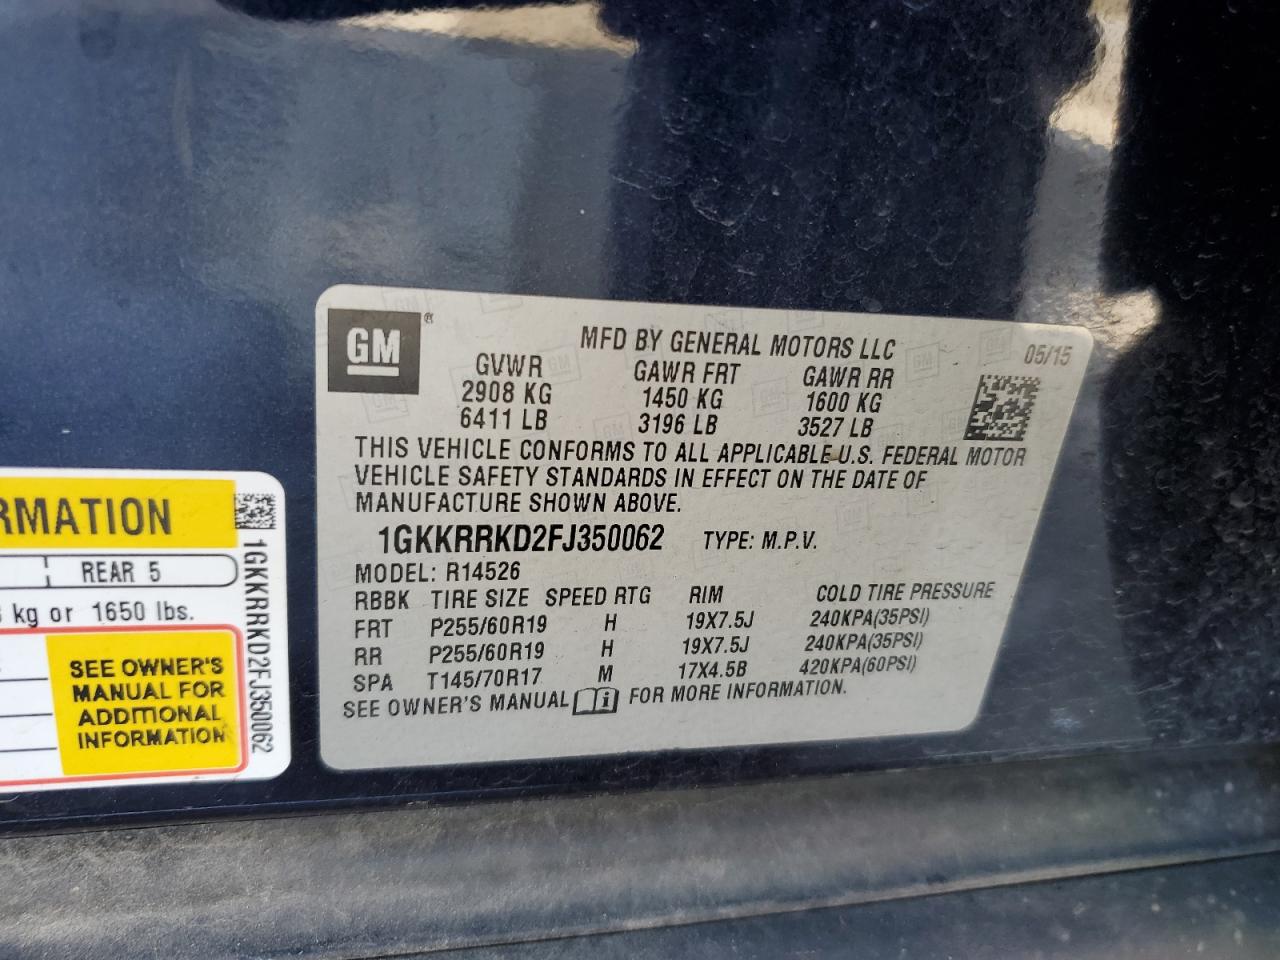 GM®
MFD BY GENERAL MOTORS LLC
05/15
GVWR GAWR FRT GAWR RR
2908 KG 1450 KG 1600 KG
6411 LB 3196 LB 3527 LB
THIS VEHICLE CONFORMS TO ALL APPLICABLE U.S. FEDERAL MOTOR
VEHICLE SAFETY STANDARDS IN EFFECT ON THE DATE OF
MANUFACTURE SHOWN ABOVE.
1GKKRRKD2FJ350062 TYPE: M.P.V.
MODEL: R14526
RBBK TIRE SIZE SPEED RTG RIM COLD TIRE PRESSURE
FRT P255/60R19 H 19X7.5J 240KPA(35PSI)
RR P255/60R19 H 19X7.5J 240KPA(35PSI)
SPA T145/70R17 M 17X4.5B 420KPA(60PSI)
SEE OWNER'S MANUAL i FOR MORE INFORMATION.
RMATION
REAR 5
kg or 1650 lbs.
SEE OWNER'S
MANUAL FOR
ADDITIONAL
INFORMATION
1GKKRRKD2FJ350062